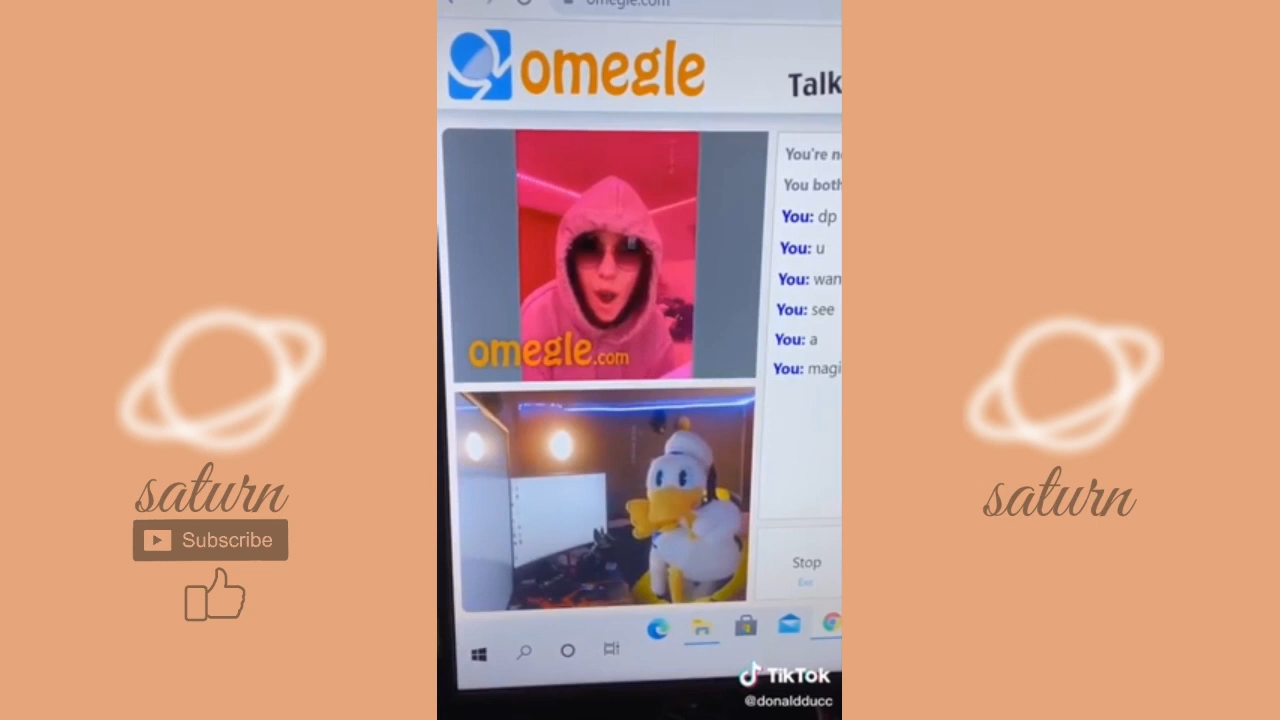 omegle.com
omegle
Talk
You're n
You both
You: dp
You: u
You: wan
You: see
You: a
You: magi
omegle.com
Stop
Esc
TikTok
@donaldducc
saturn
Subscribe
saturn